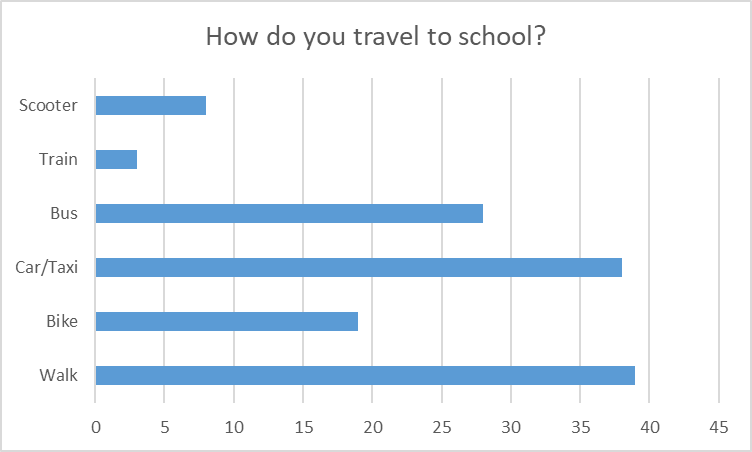 How do you travel to school?
Scooter
Train
Bus
Car/Taxi
Bike
Walk
0 5 10 15 20 25 30 35 40 45